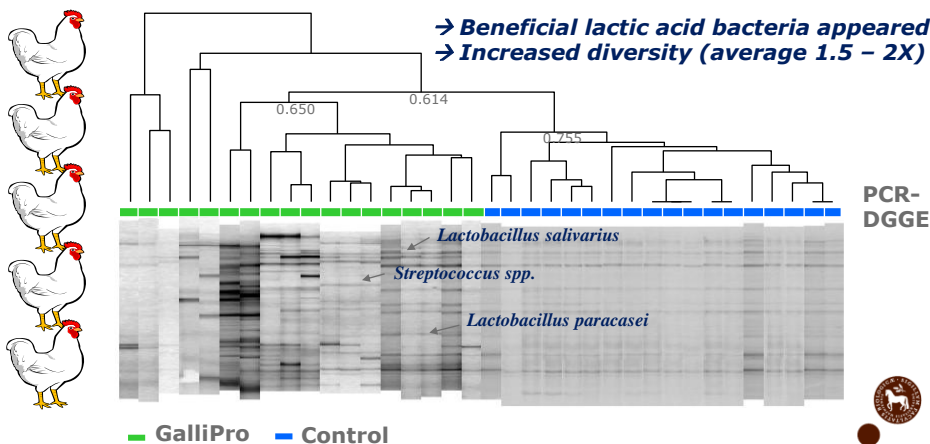 → Beneficial lactic acid bacteria appeared
→ Increased diversity (average 1.5 – 2X)
0.614
0.650
0.755
PCR-
DGGE
Lactobacillus salivarius
Streptococcus spp.
Lactobacillus paracasei
GalliPro
Control